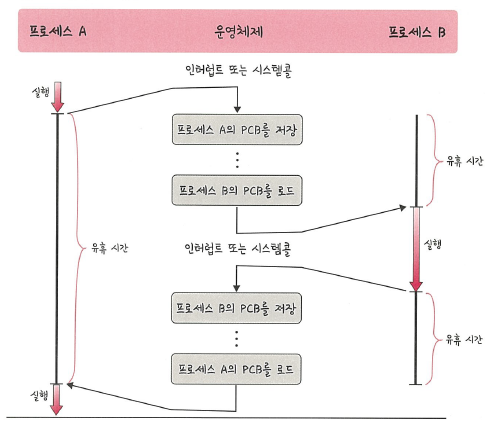 프로세스 A
운영체제
프로세스 B
인터럽트 또는 시스템콜
실행
프로세스 A의 PCB를 저장
유휴 시간
프로세스 B의 PCB를 로드
실행
유휴 시간
인터럽트 또는 시스템콜
프로세스 B의 PCB를 저장
유휴 시간
프로세스 A의 PCB를 로드
실행